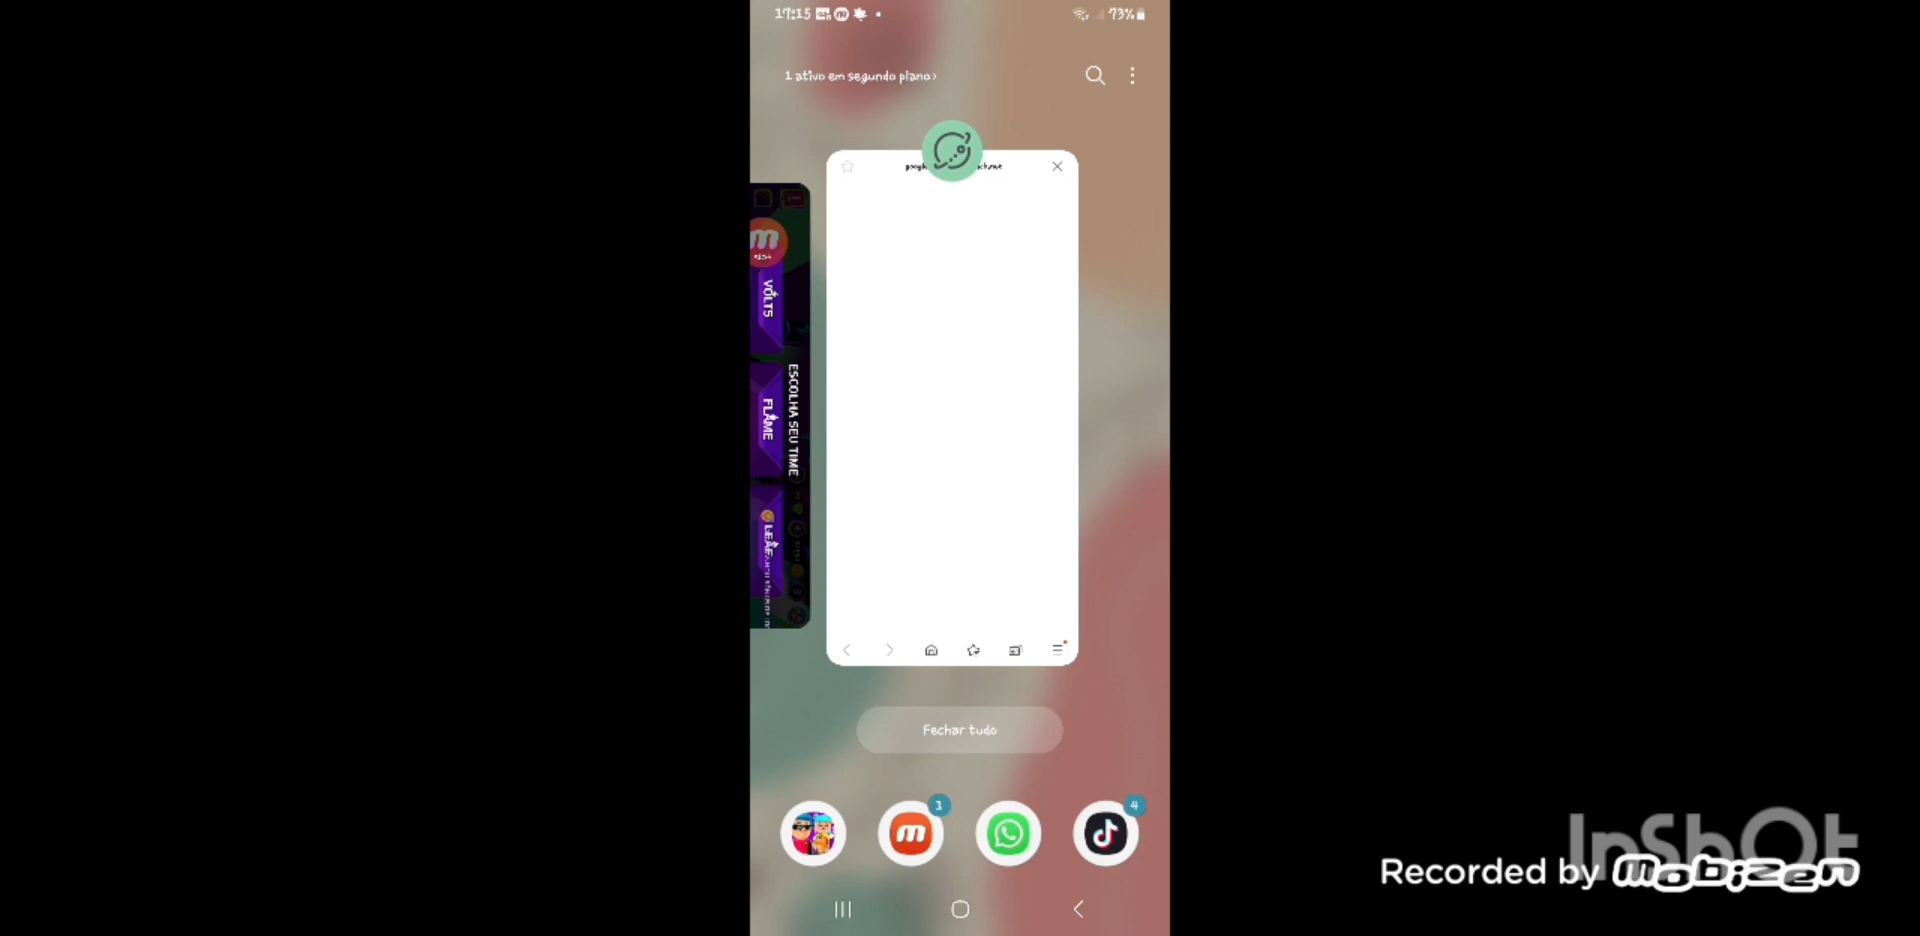 17:15
73%
1 ativo em segundo plano
VOLTS
FLAME
LEAF
ESCOLHA SEU TIME
Fechar tudo
1
4
InShOt
Recorded by mobizen